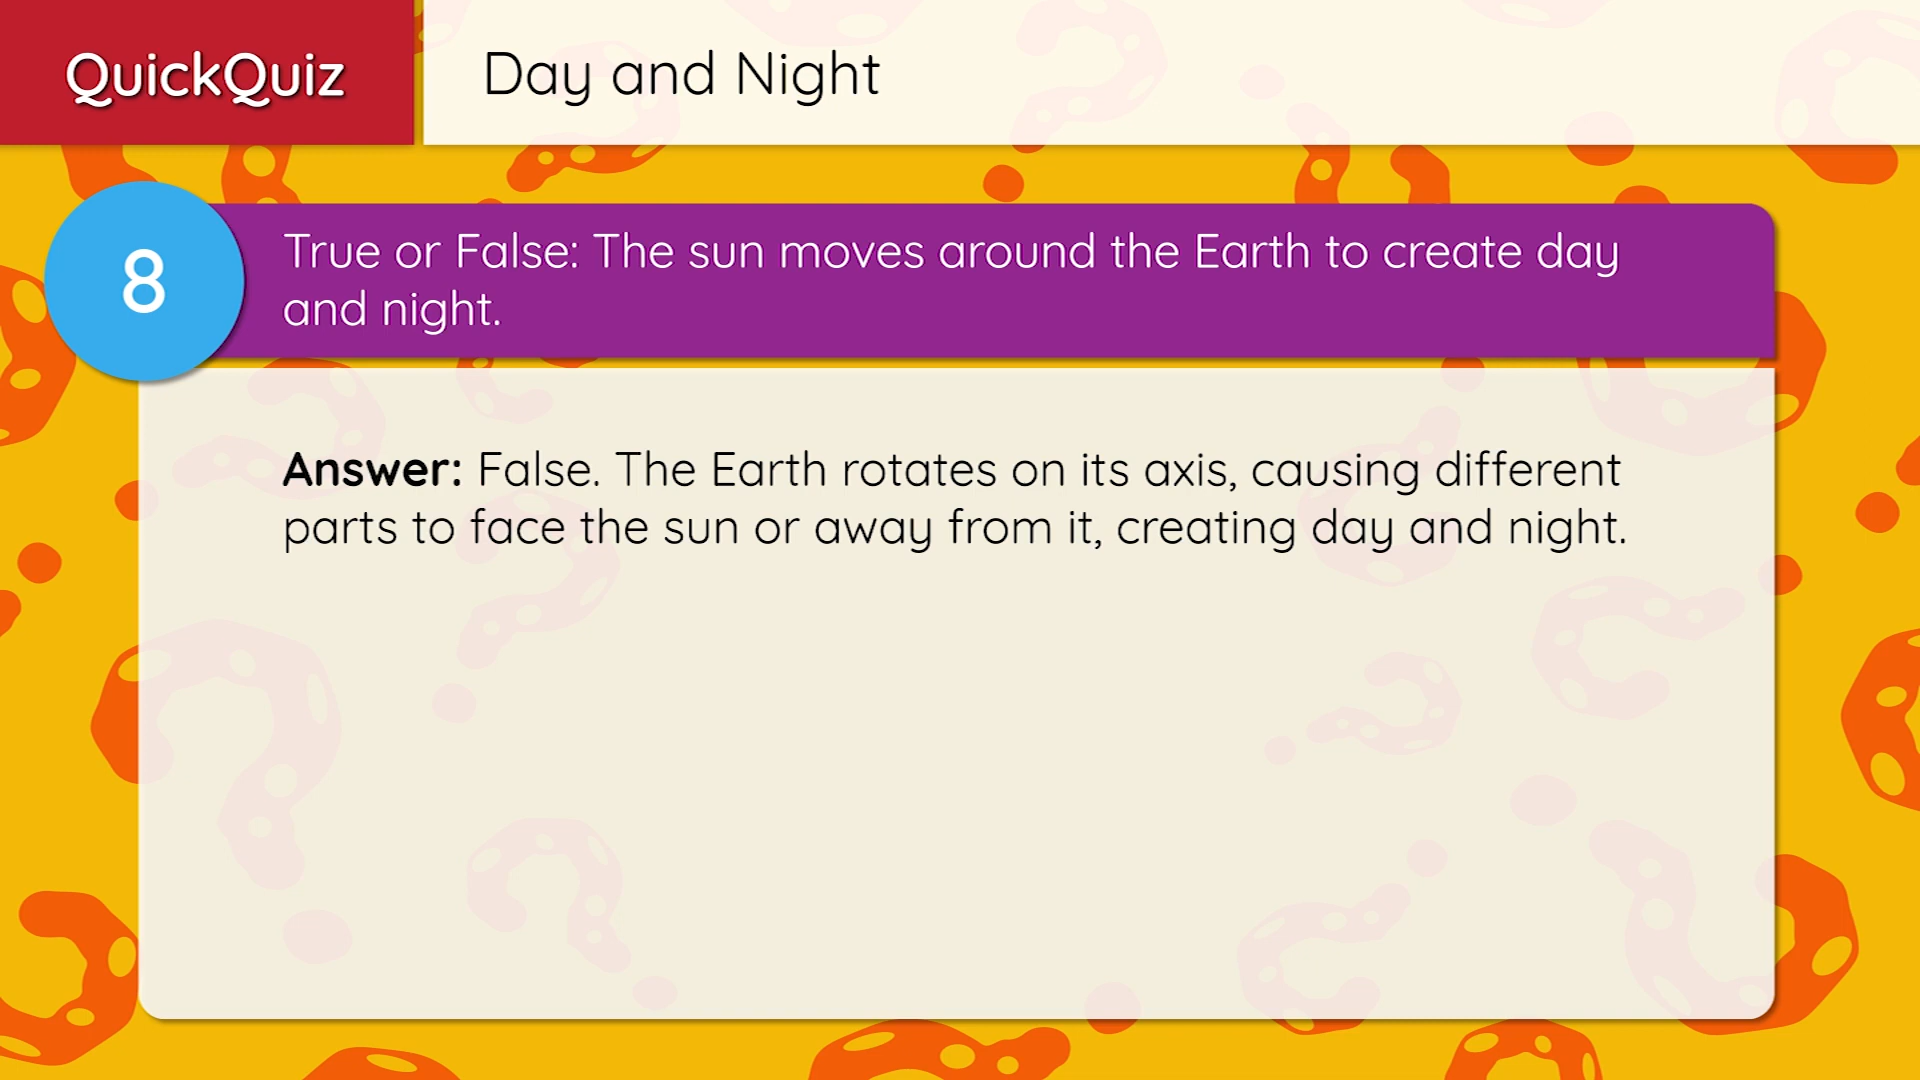 QuickQuiz
Day and Night
8
True or False: The sun moves around the Earth to create day
and night.
Answer: False. The Earth rotates on its axis, causing different
parts to face the sun or away from it, creating day and night.